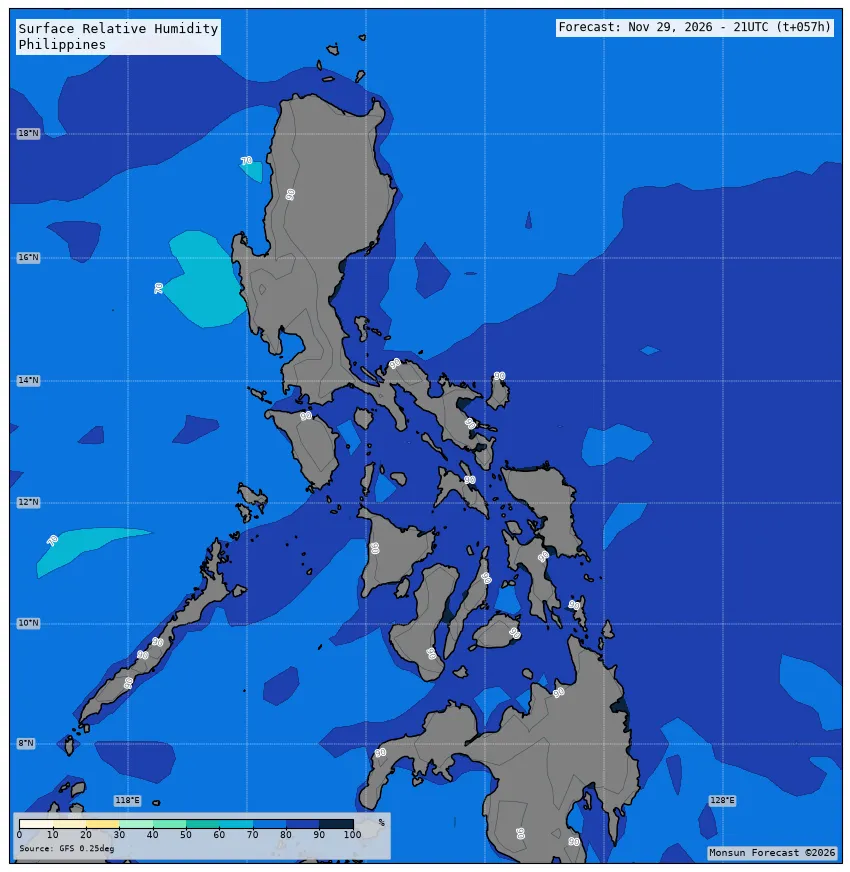 Surface Relative Humidity
Philippines
Forecast: Nov 29, 2026 - 21UTC (t+057h)
18°N
70
90
16°N
70
90
90
14°N
90
90
90
12°N
70
90
90
90
90
10°N
90
90
90
90
90
90
8°N
90
118°E
128°E
90
90
0 10 20 30 40 50 60 70 80 90 100 %
Source: GFS 0.25deg
Monsun Forecast ©2026